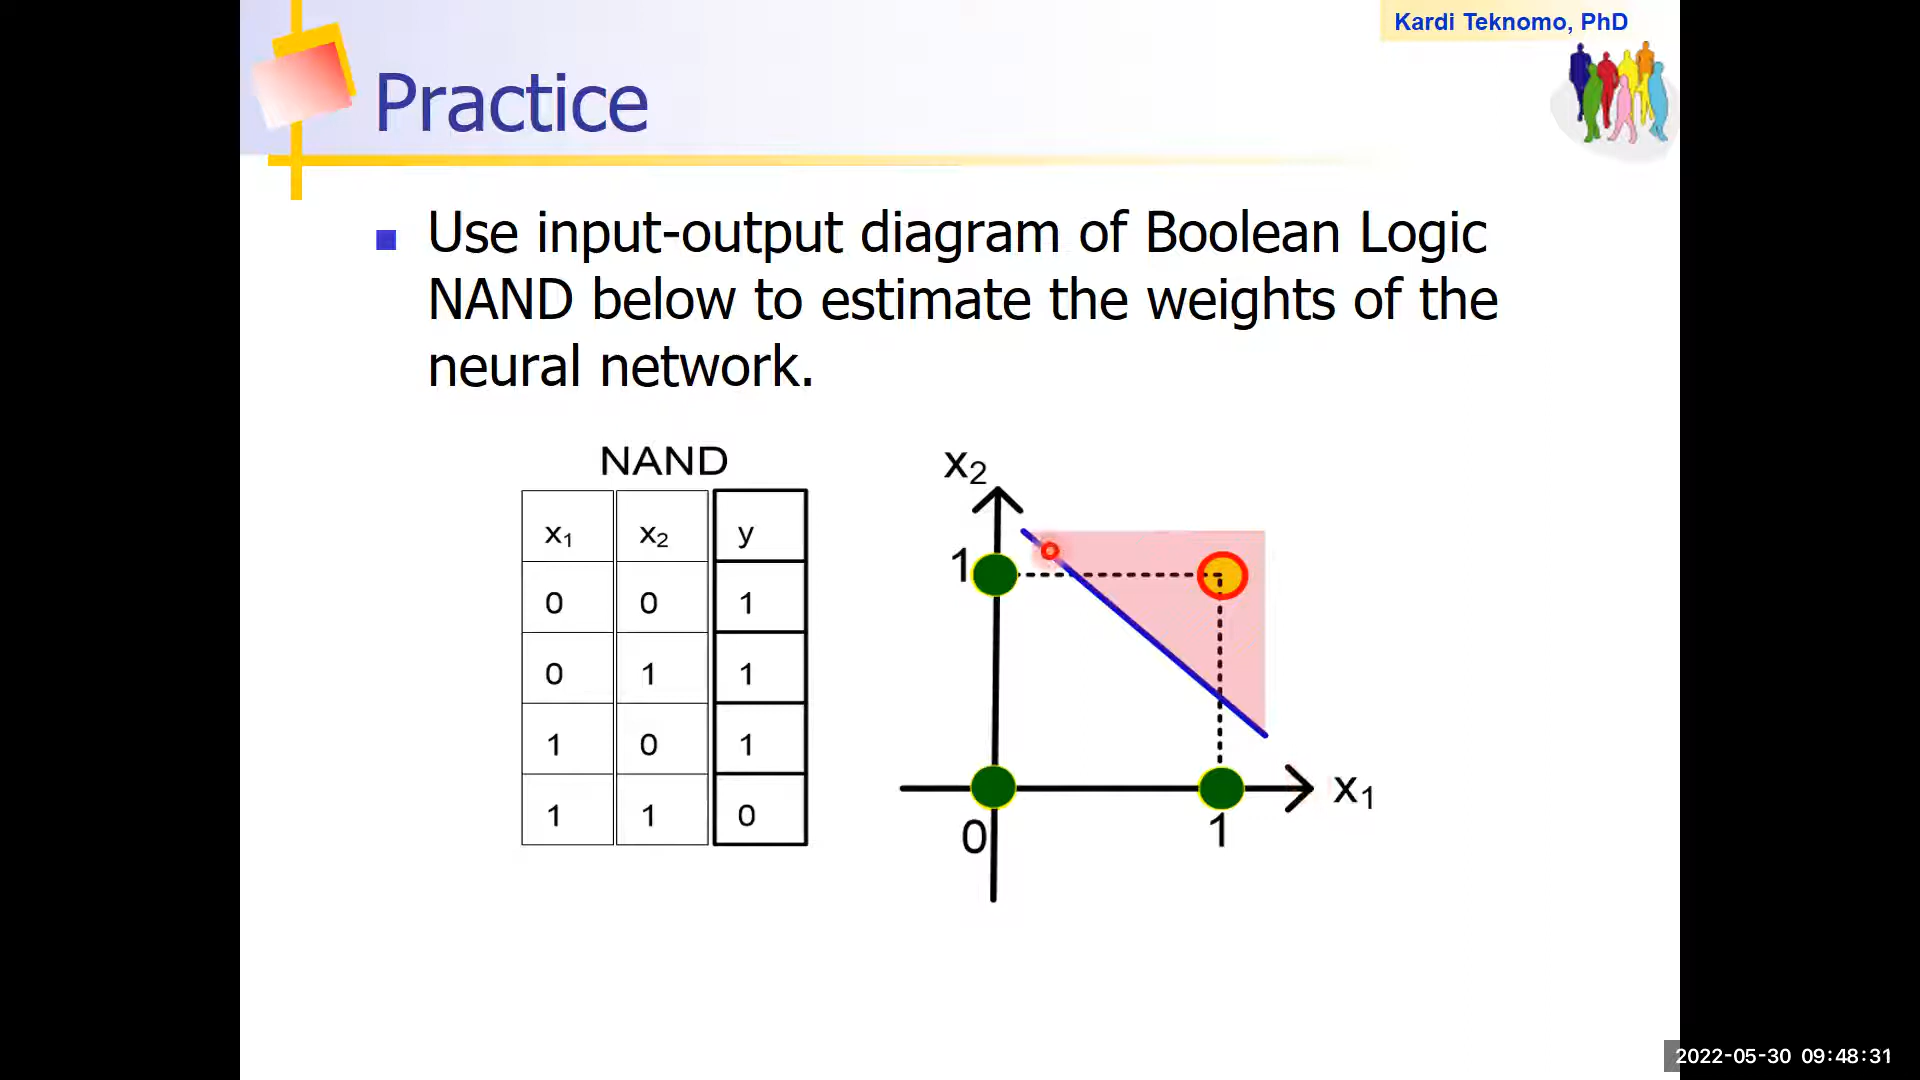 Kardi Teknomo, PhD
Practice
Use input-output diagram of Boolean Logic
NAND below to estimate the weights of the
neural network.
NAND
x₁ x₂ y
0 0 1
0 1 1
1 0 1
1 1 0
x₂
1
x₁
0 1
2022-05-30 09:48:31